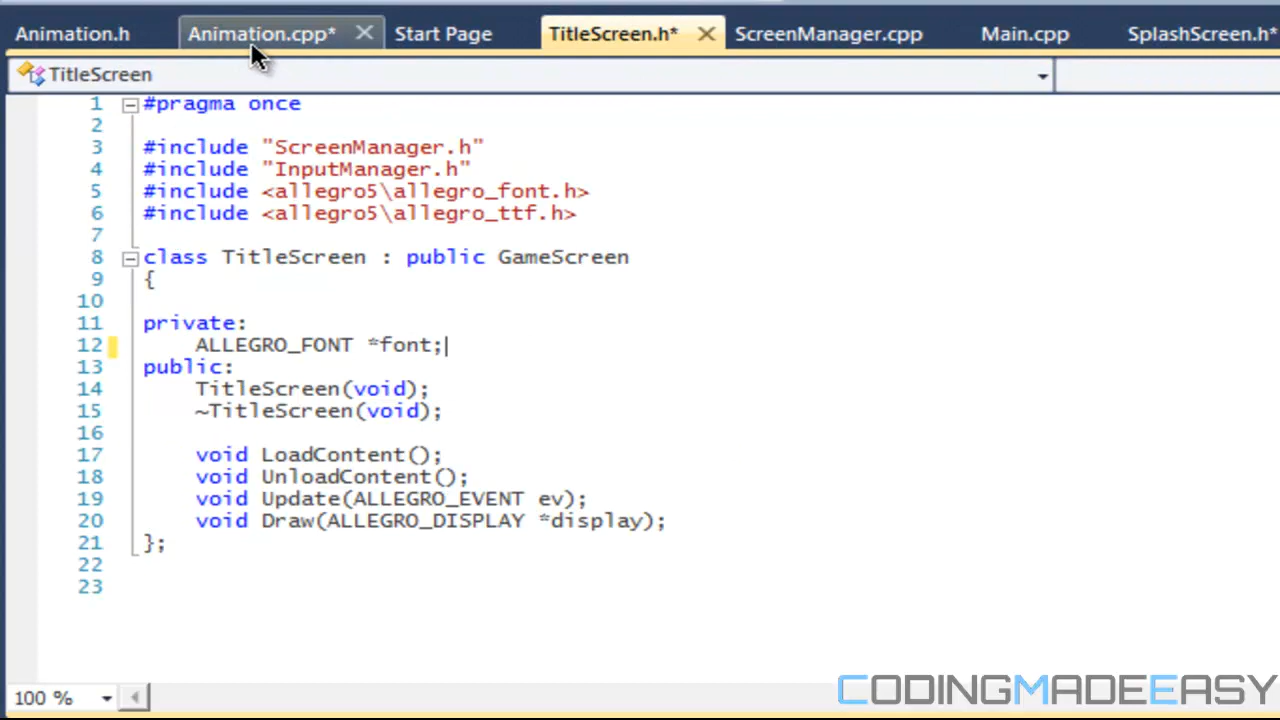 Animation.h Animation.cpp* Start Page TitleScreen.h* ScreenManager.cpp Main.cpp SplashScreen.h*
TitleScreen
1 #pragma once
2
3 #include "ScreenManager.h"
4 #include "InputManager.h"
5 #include <allegro5\allegro_font.h>
6 #include <allegro5\allegro_ttf.h>
7
8 class TitleScreen : public GameScreen
9 {
10
11 private:
12 ALLEGRO_FONT *font;
13 public:
14 TitleScreen(void);
15 ~TitleScreen(void);
16
17 void LoadContent();
18 void UnloadContent();
19 void Update(ALLEGRO_EVENT ev);
20 void Draw(ALLEGRO_DISPLAY *display);
21 };
22
23
100 %
CODINGMADEEASY